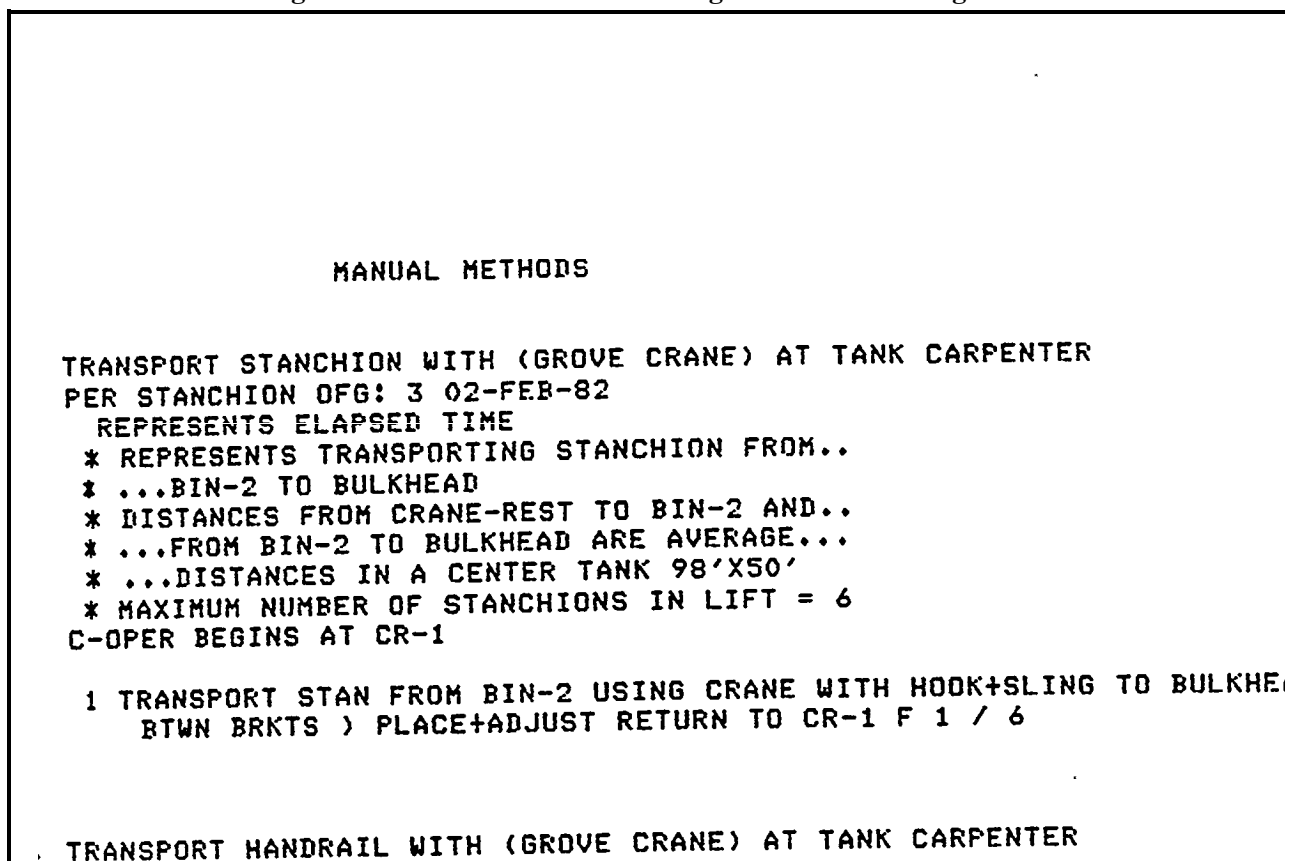 MANUAL METHODS
TRANSPORT STANCHION WITH (GROVE CRANE) AT TANK CARPENTER
PER STANCHION OFG: 3 02-FEB-82
REPRESENTS ELAPSED TIME
* REPRESENTS TRANSPORTING STANCHION FROM..
* ...BIN-2 TO BULKHEAD
* DISTANCES FROM CRANE-REST TO BIN-2 AND..
* ...FROM BIN-2 TO BULKHEAD ARE AVERAGE...
* ...DISTANCES IN A CENTER TANK 98'X50'
* MAXIMUM NUMBER OF STANCHIONS IN LIFT = 6
C-OPER BEGINS AT CR-1
1 TRANSPORT STAN FROM BIN-2 USING CRANE WITH HOOK+SLING TO
BTWN BRKTS ) PLACE+ADJUST RETURN TO CR-1 F 1 / 6
TRANSPORT HANDRAIL WITH (GROVE CRANE) AT TANK CARPENTER